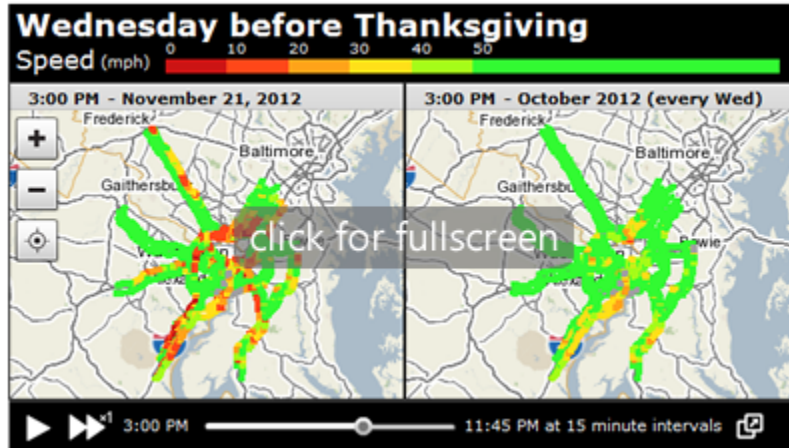 Wednesday before Thanksgiving
Speed (mph) 0 10 20 30 40 50
3:00 PM - November 21, 2012
3:00 PM - October 2012 (every Wed)
Frederick
Frederick
Baltimore
Baltimore
Gaithersbu
Gaithersbu
click for fullscreen
Bowie
x1 3:00 PM 11:45 PM at 15 minute intervals